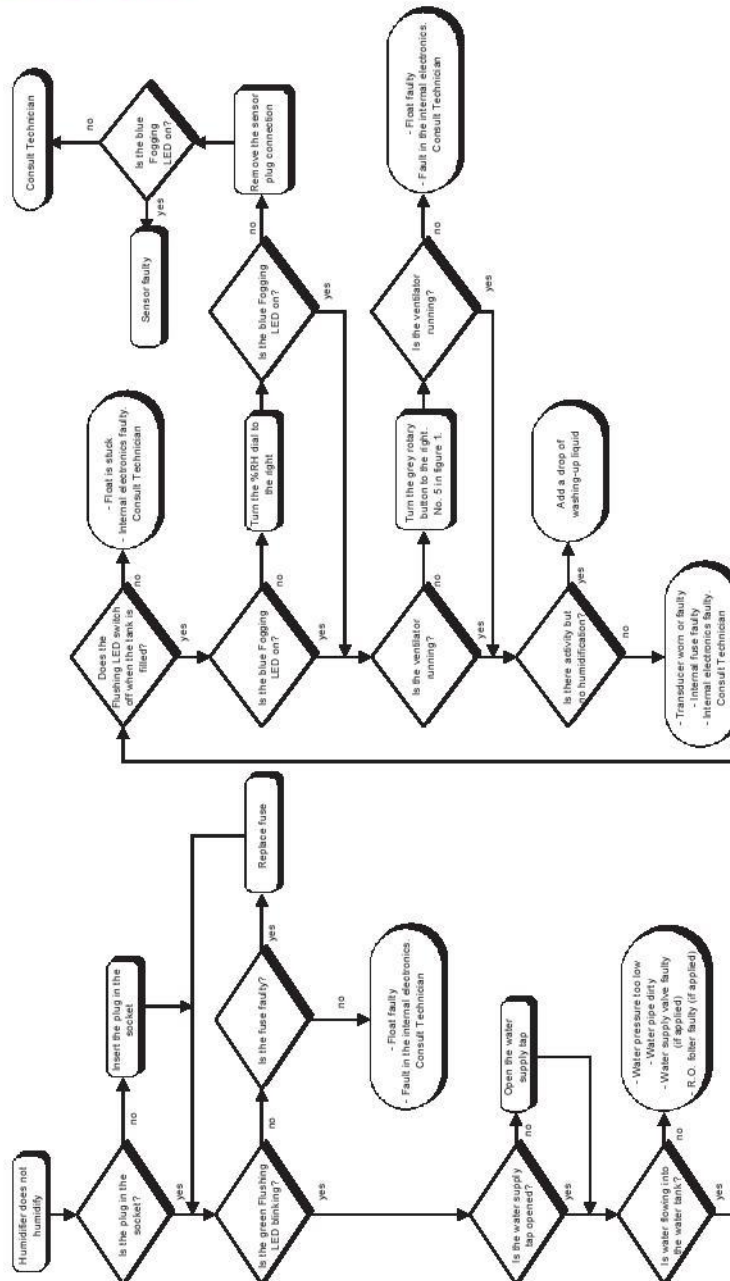 Humidifier does not
humidify
Is the plug in the
socket?
no
Insert the plug in the
socket
yes
Is the green Flushing
LED blinking?
no
Is the fuse faulty?
yes
Replace fuse
no
- Float faulty
- Fault in the internal electronics.
Consult Technician
yes
Is the water supply
tap opened?
no
Open the water
supply tap
yes
Is water flowing into
the water tank?
no
- Water pressure too low
- Water pipe dirty
- Water supply valve faulty
(if applied)
- R.O. folter faulty (if applied)
yes
Does the
Flushing LED switch
off when the tank is
filled?
no
- Float is stuck
- Internal electronics faulty.
Consult Technician
yes
Is the blue Fogging
LED on?
no
Turn the %RH dial to
the right
Is the blue Fogging
LED on?
no
Remove the sensor
plug connection
Is the blue
Fogging
LED on?
no
Consult Technician
yes
Sensor faulty
yes
yes
Is the ventilator
running?
no
Turn the grey rotary
button to the right.
No. 5 in figure 1.
Is the ventilator
running?
no
- Float faulty
- Fault in the internal electronics.
Consult Technician
yes
yes
Is there activity but
no humidification?
yes
Add a drop of
washing-up liquid
no
- Transducer worn or faulty
- Internal fuse faulty
- Internal electronics faulty.
Consult Technician